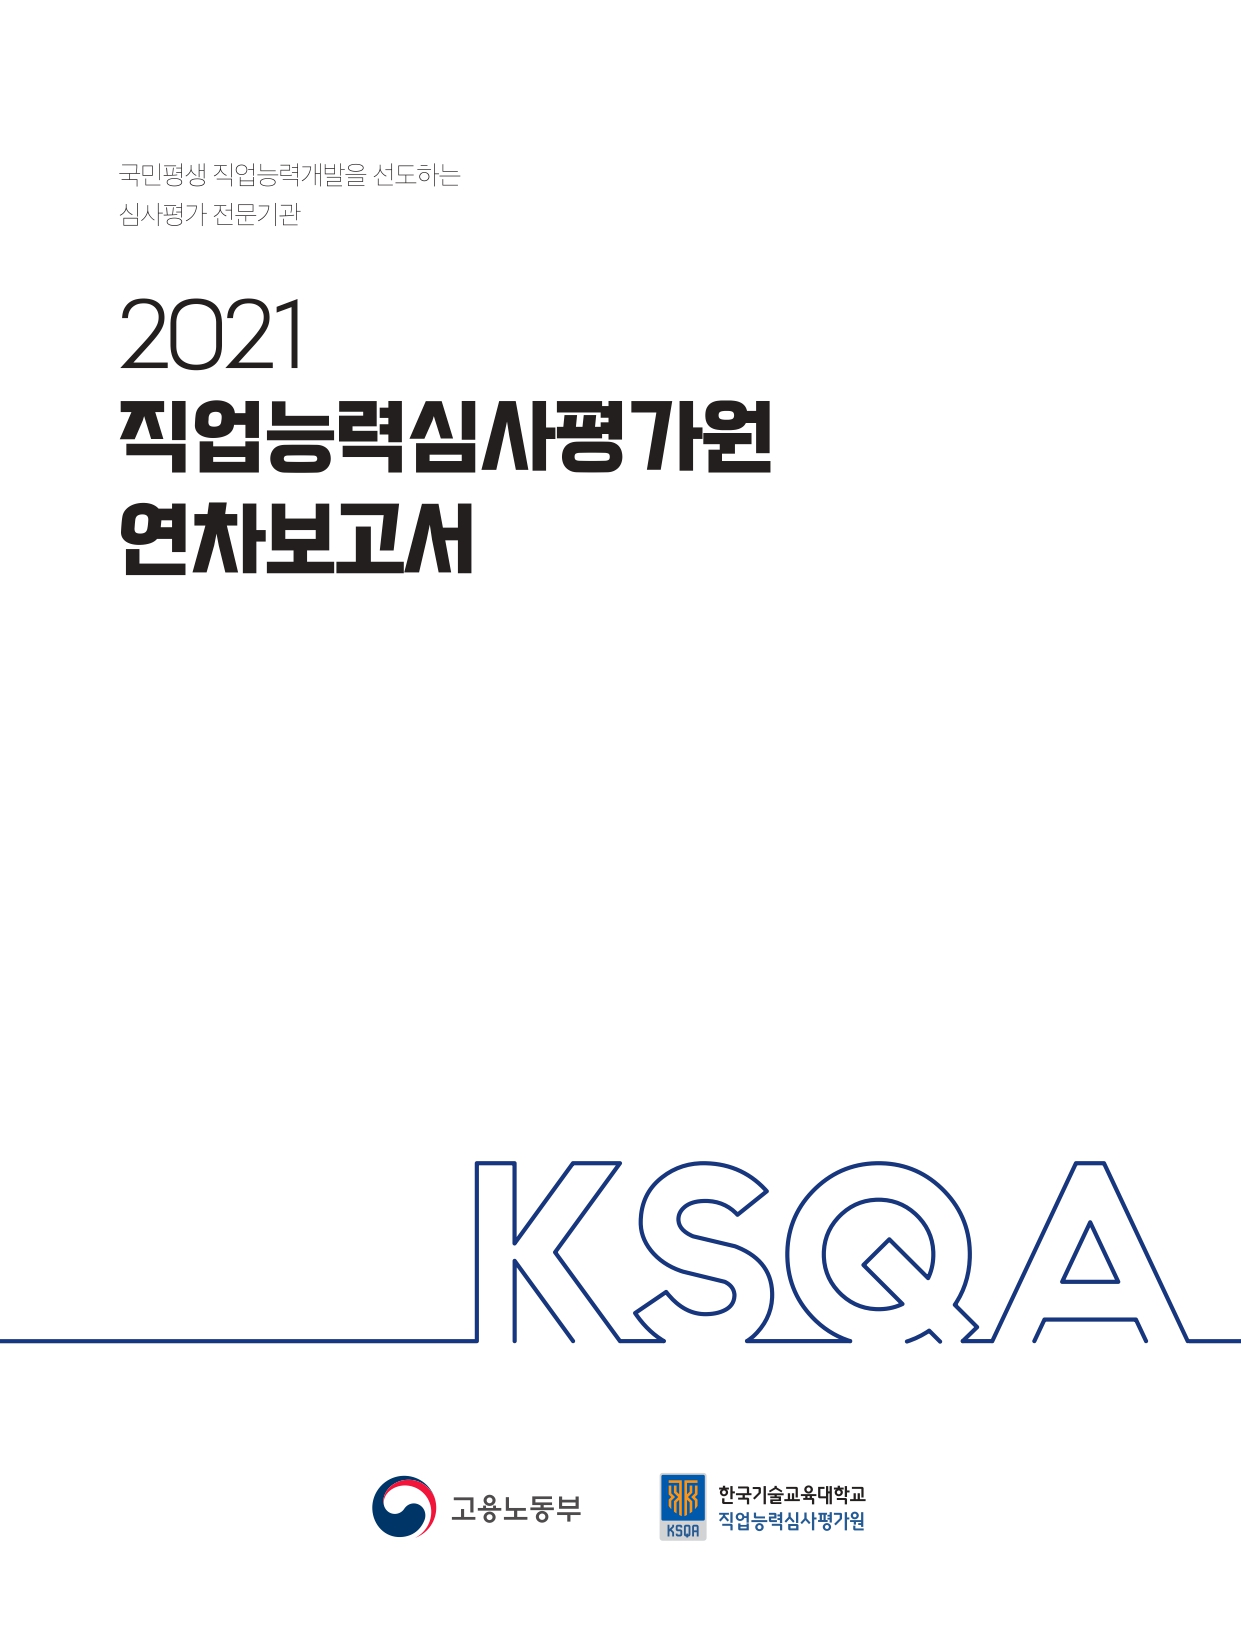 국민평생 직업능력개발을 선도하는
심사평가 전문기관
2021
직업능력심사평가원
연차보고서
KSQA
고용노동부
KSQA
한국기술교육대학교
직업능력심사평가원